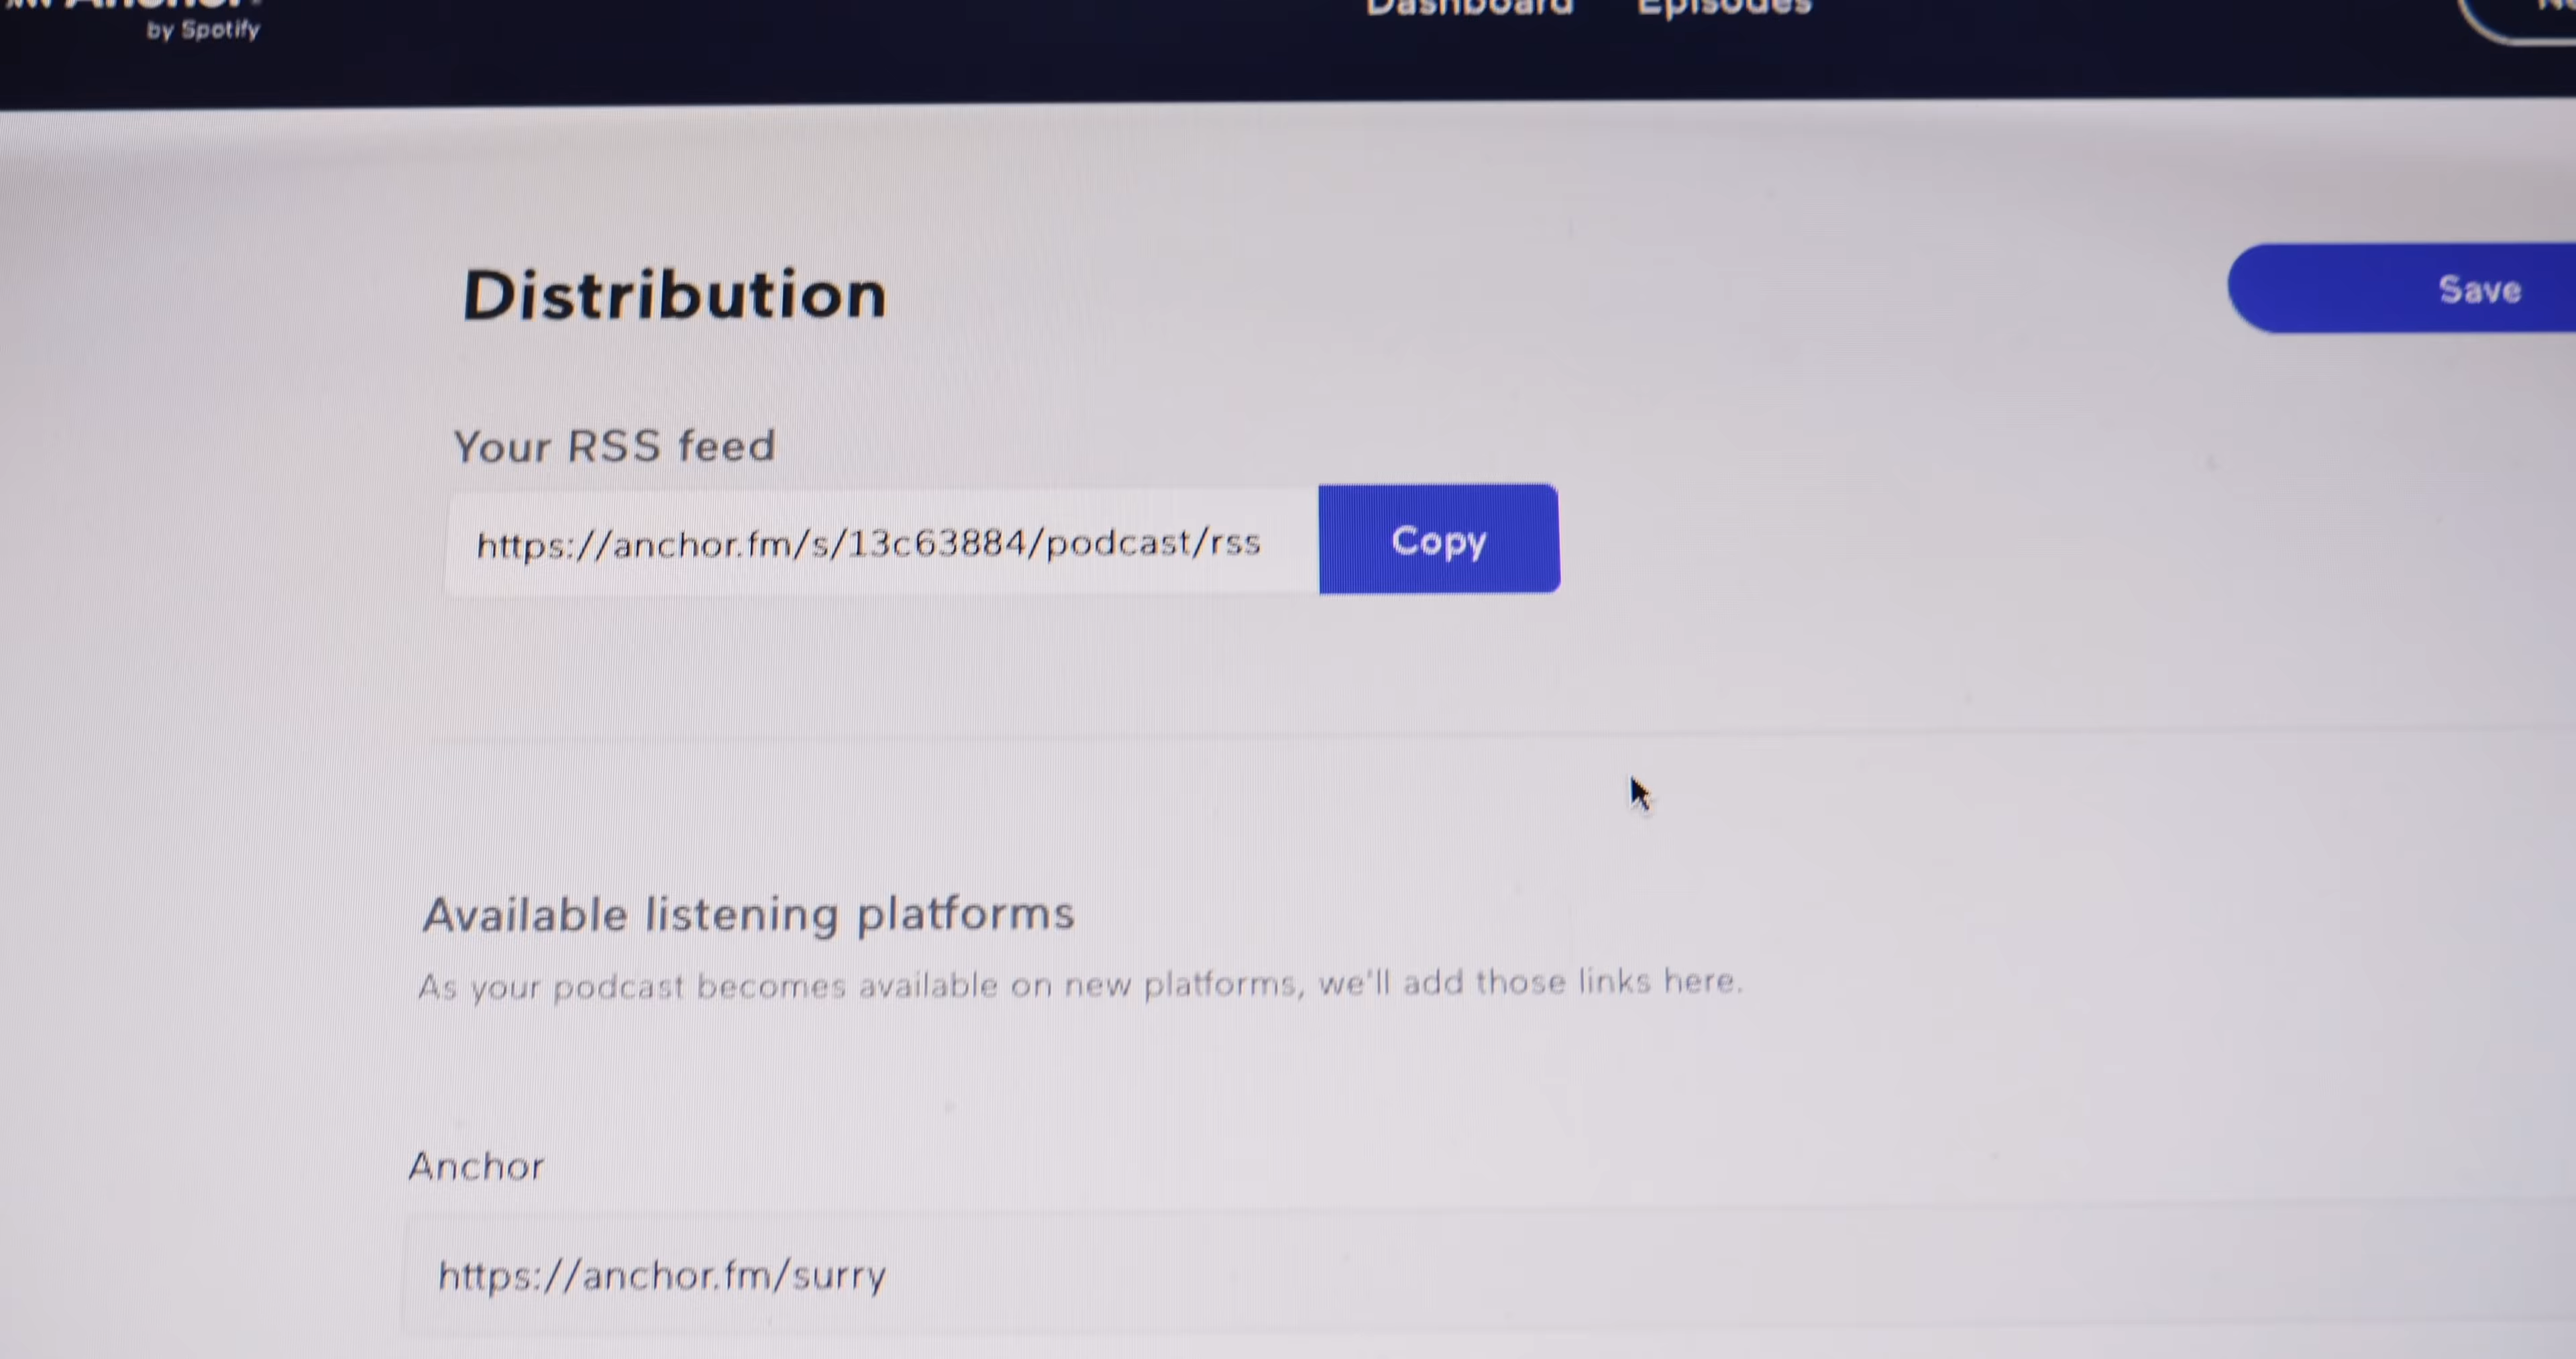 by Spotify
Dashboard Episodes
Distribution
Save
Your RSS feed
https://anchor.fm/s/13c63884/podcast/rss
Copy
Available listening platforms
As your podcast becomes available on new platforms, we'll add those links here.
Anchor
https://anchor.fm/surry